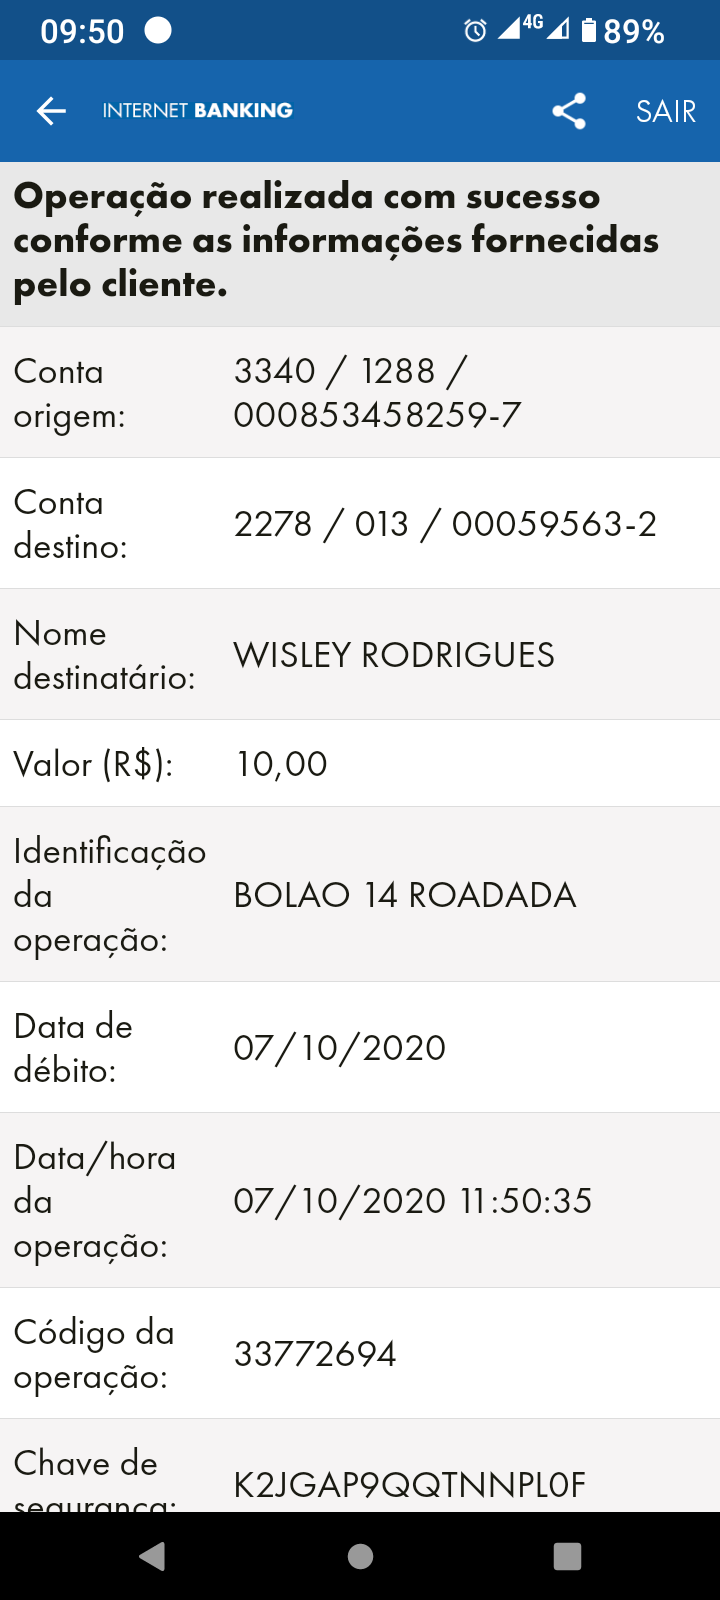 09:50
4G
89%
INTERNET BANKING
SAIR
Operação realizada com sucesso
conforme as informações fornecidas
pelo cliente.
Conta
origem:
3340 / 1288 /
000853458259-7
Conta
destino:
2278 / 013 / 00059563-2
Nome
destinatário:
WISLEY RODRIGUES
Valor (R$):
10,00
Identificação
da
operação:
BOLAO 14 ROADADA
Data de
débito:
07/10/2020
Data/hora
da
operação:
07/10/2020 11:50:35
Código da
operação:
33772694
Chave de
segurança:
K2JGAP9QQTNNPL0F